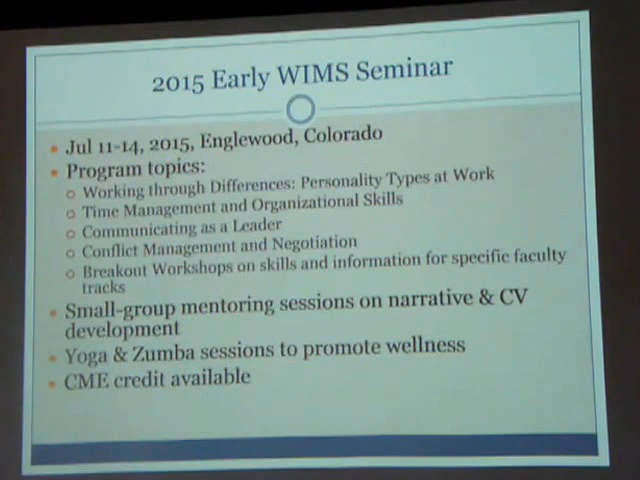 2015 Early WIMS Seminar
Jul 11-14, 2015, Englewood, Colorado
Program topics:
Working through Differences: Personality Types at Work
Time Management and Organizational Skills
Communicating as a Leader
Conflict Management and Negotiation
Breakout Workshops on skills and information for specific faculty
tracks
Small-group mentoring sessions on narrative & CV
development
Yoga & Zumba sessions to promote wellness
CME credit available